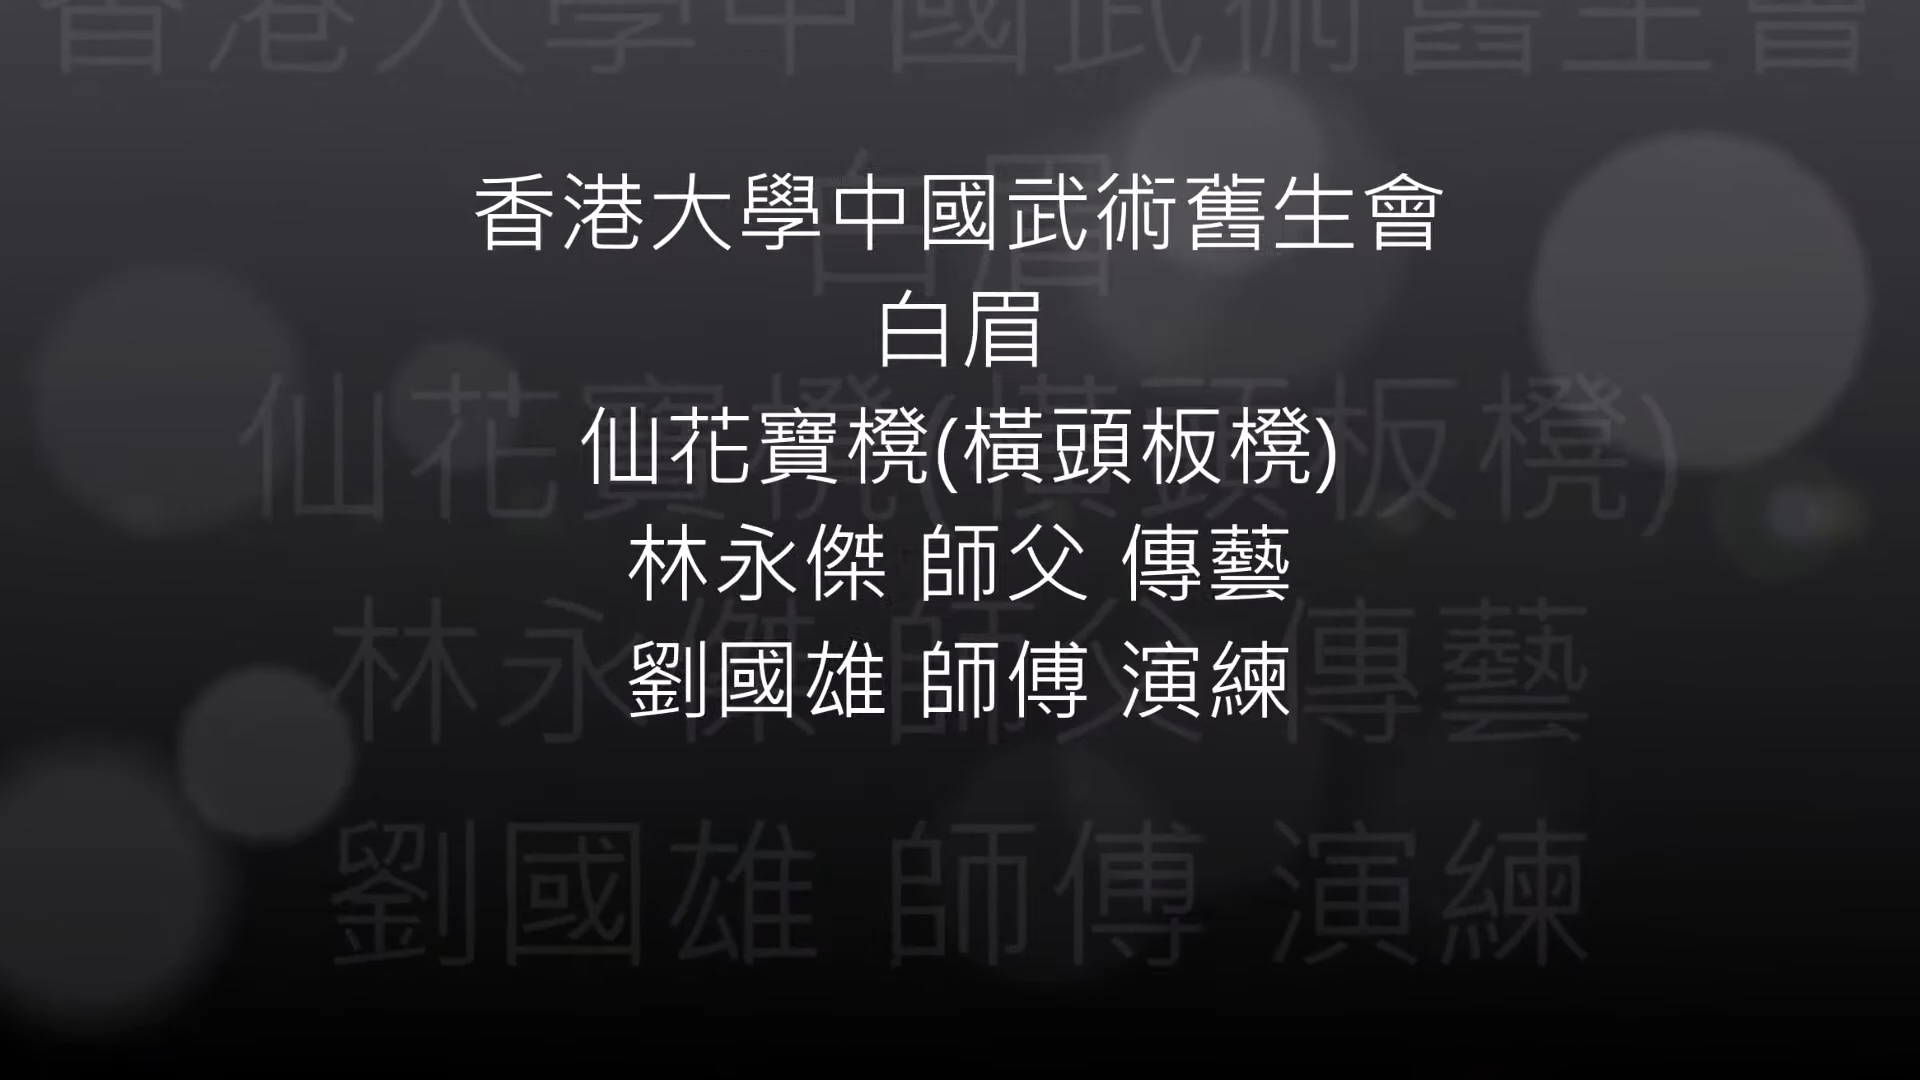 香港大學中國武術舊生會
白眉
仙花寶櫈(橫頭板櫈)
林永傑 師父 傳藝
劉國雄 師傅 演練